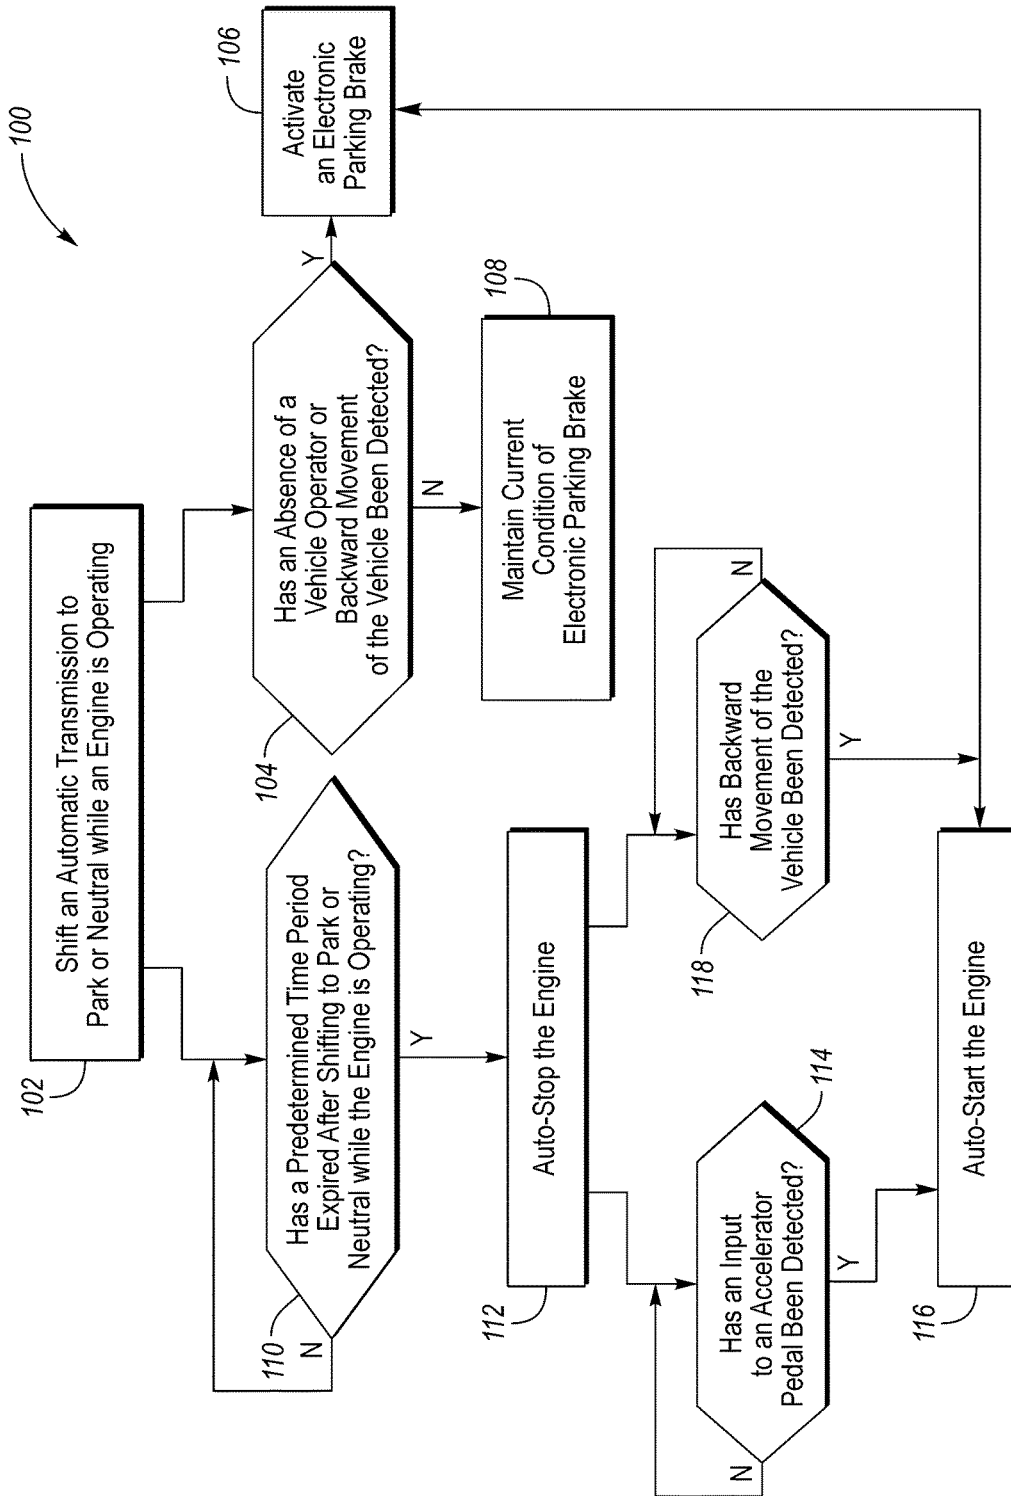 100
102
Shift an Automatic Transmission to
Park or Neutral while an Engine is Operating
110
Has a Predetermined Time Period
Expired After Shifting to Park or
Neutral while the Engine is Operating?
N
Y
104
Has an Absence of a
Vehicle Operator or
Backward Movement
of the Vehicle Been Detected?
Y
N
106
Activate
an Electronic
Parking Brake
108
Maintain Current
Condition of
Electronic Parking Brake
112
Auto-Stop the Engine
114
Has an Input
to an Accelerator
Pedal Been Detected?
N
Y
118
Has Backward
Movement of the
Vehicle Been Detected?
N
Y
116
Auto-Start the Engine